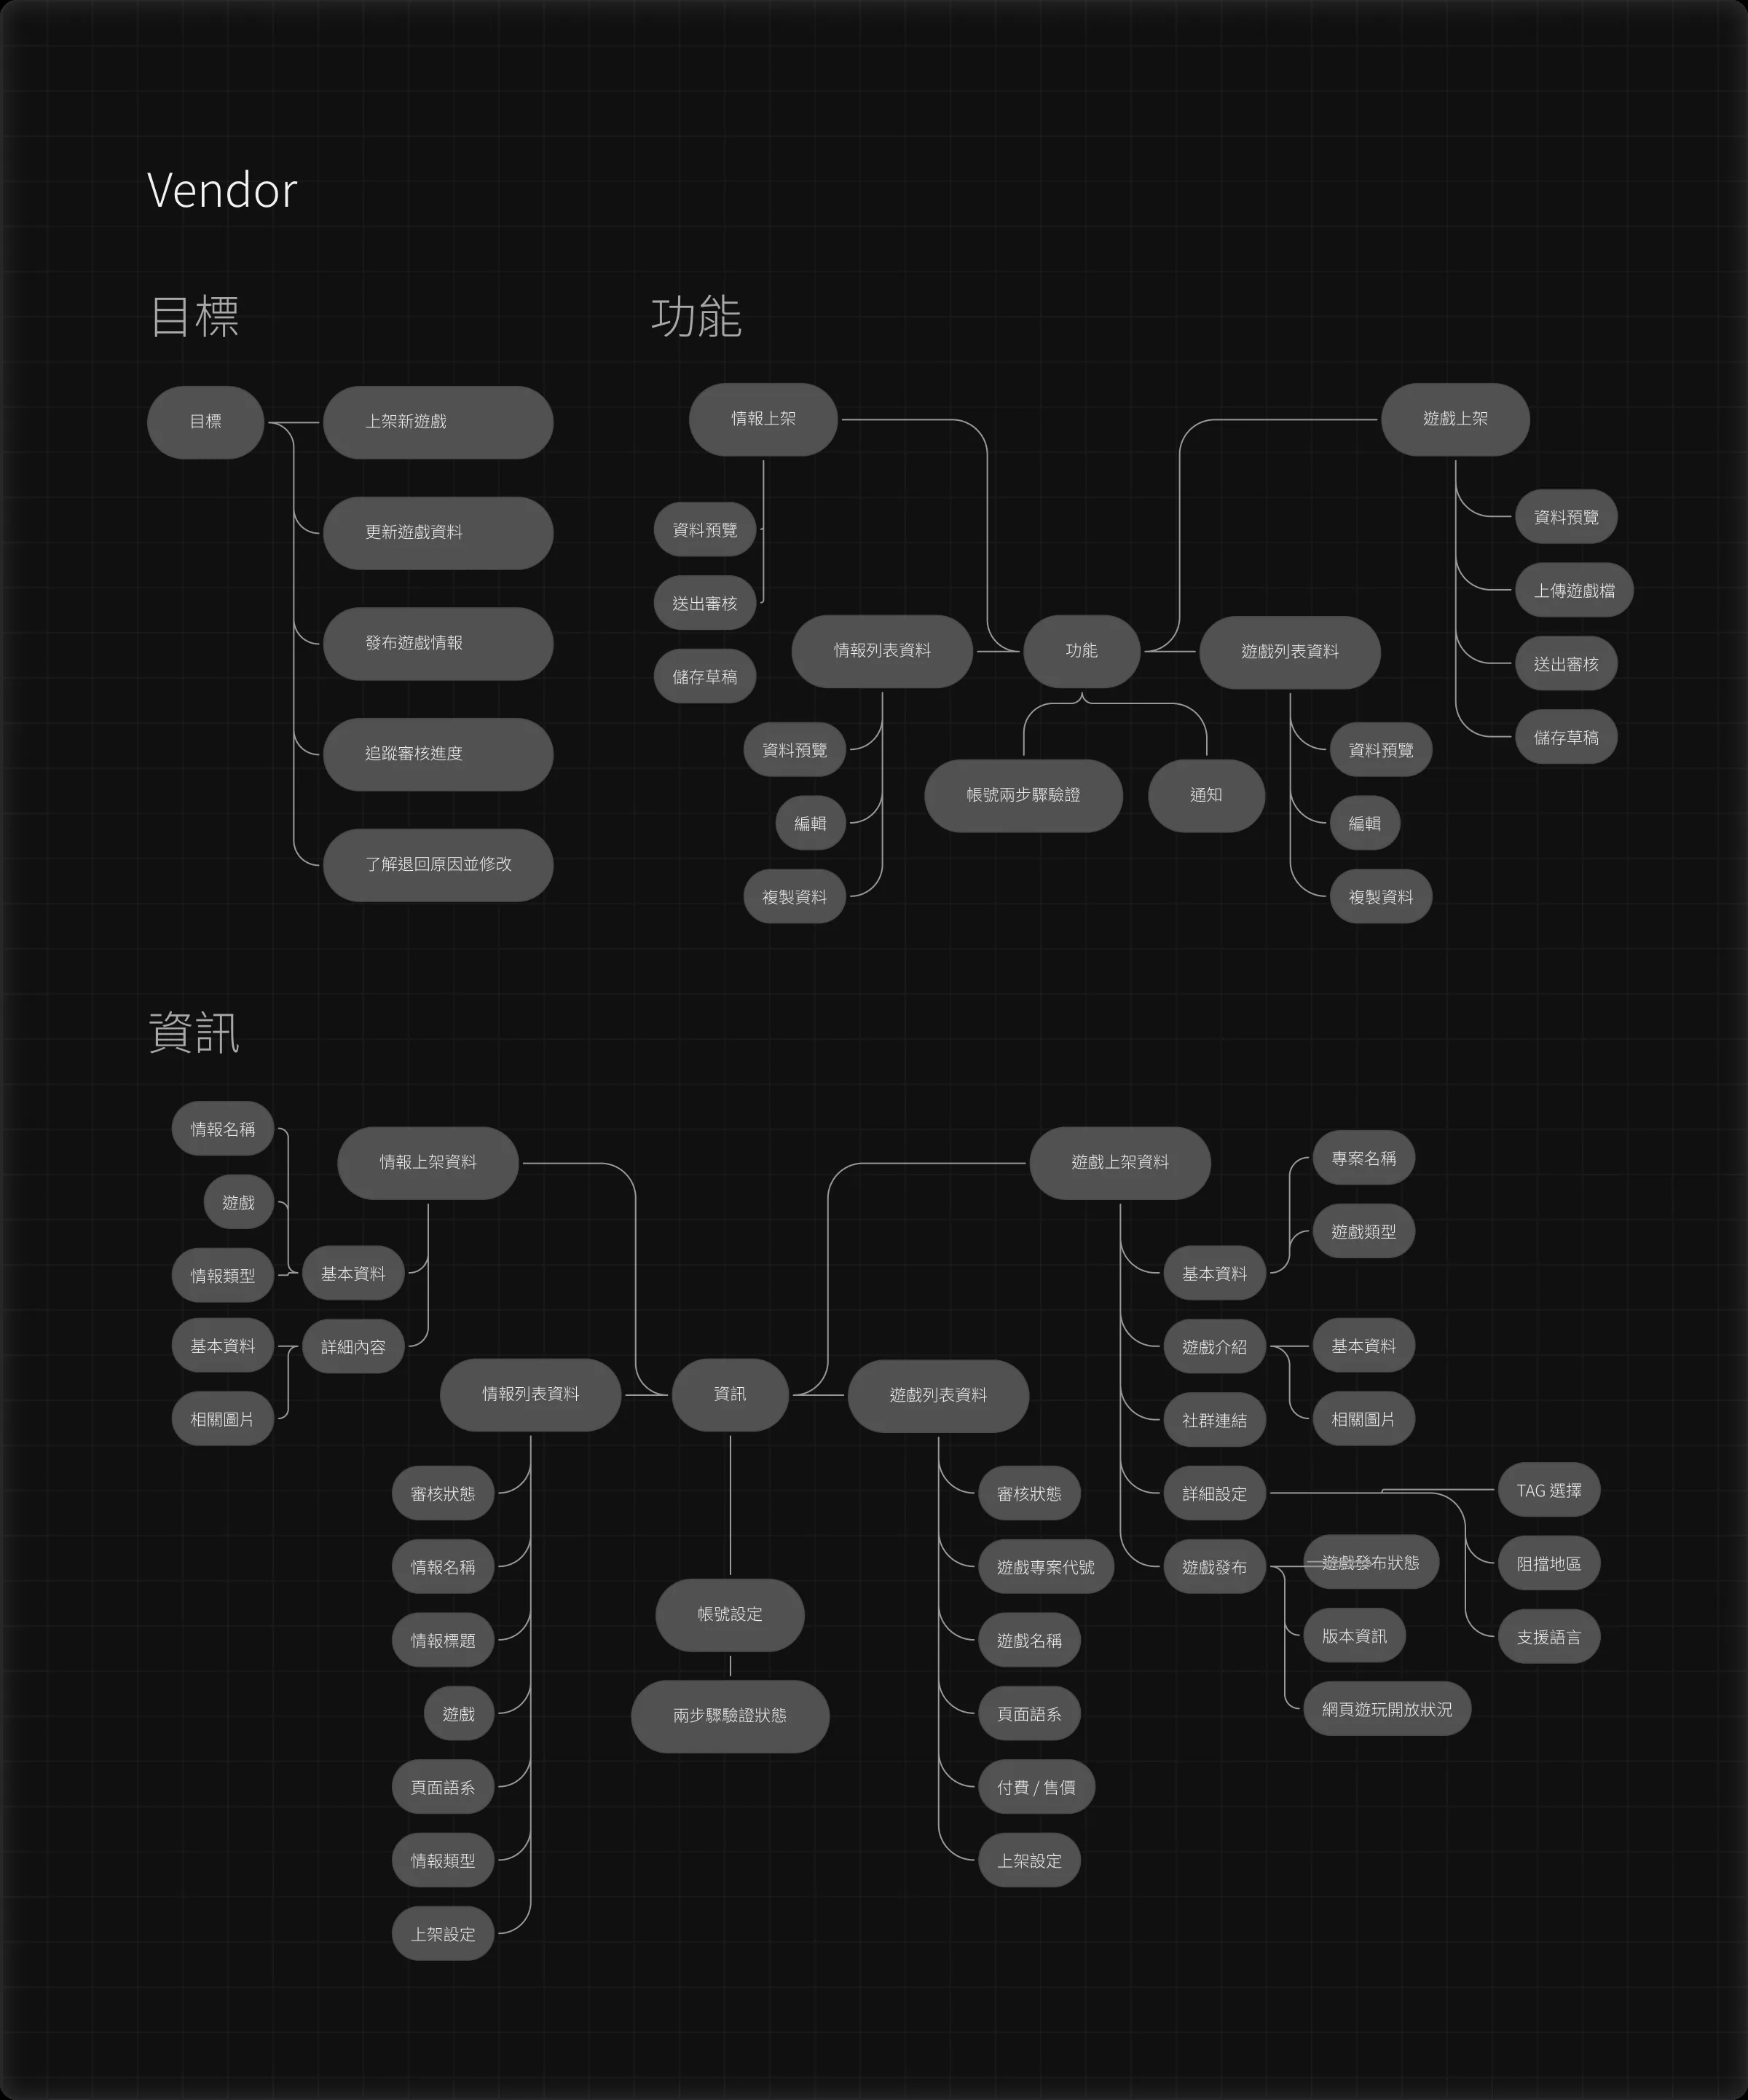 Vendor
目標
功能
目標
上架新遊戲
更新遊戲資料
發布遊戲情報
追蹤審核進度
了解退回原因並修改
情報上架
資料預覽
送出審核
儲存草稿
情報列表資料
資料預覽
編輯
複製資料
功能
帳號兩步驟驗證
通知
遊戲列表資料
資料預覽
編輯
複製資料
遊戲上架
資料預覽
上傳遊戲檔
送出審核
儲存草稿
資訊
情報名稱
遊戲
情報類型
基本資料
相關圖片
情報上架資料
基本資料
詳細內容
情報列表資料
審核狀態
情報名稱
情報標題
遊戲
頁面語系
情報類型
上架設定
資訊
帳號設定
兩步驟驗證狀態
遊戲列表資料
審核狀態
遊戲專案代號
遊戲名稱
頁面語系
付費 / 售價
上架設定
遊戲上架資料
基本資料
遊戲介紹
社群連結
詳細設定
遊戲發布
專案名稱
遊戲類型
基本資料
相關圖片
TAG 選擇
阻擋地區
支援語言
遊戲發布狀態
版本資訊
網頁遊玩開放狀況